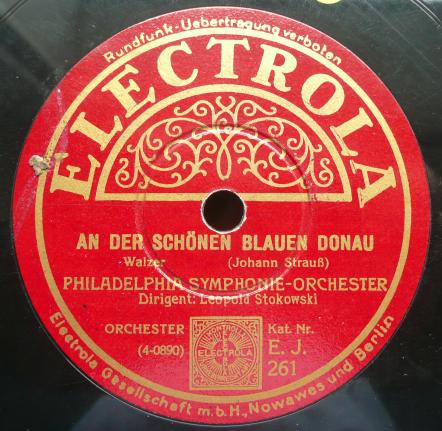 Rundfunk-Uebertragung verboten
ELECTROLA
AN DER SCHÖNEN BLAUEN DONAU
Walzer (Johann Strauß)
PHILADELPHIA SYMPHONIE-ORCHESTER
Dirigent: Leopold Stokowski
ORCHESTER
(4-0890)
ELECTROLA
Kat. Nr.
E. J.
261
Electrola Gesellschaft m.b.H., Nowawes und Berlin